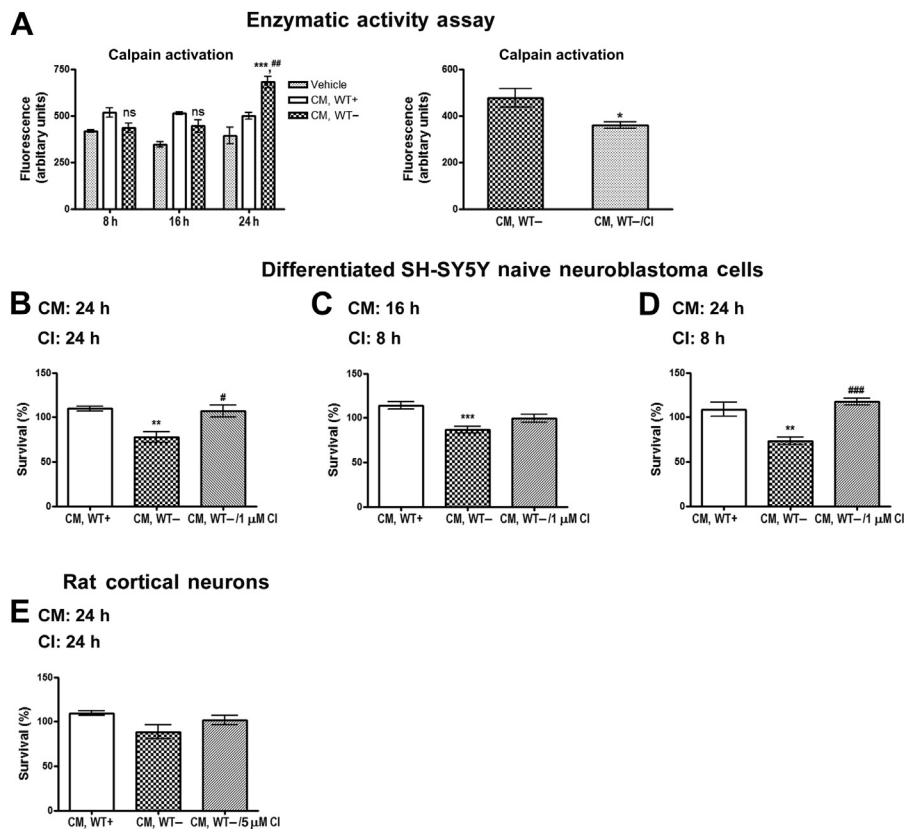 A
Enzymatic activity assay
Calpain activation
Fluorescence
(arbitary units)
750
500
250
0
ns
ns
***,##
8 h
16 h
24 h
Vehicle
CM, WT+
CM, WT–
Calpain activation
Fluorescence
(arbitary units)
600
400
200
0
*
CM, WT–
CM, WT–/CI
Differentiated SH-SY5Y naive neuroblastoma cells
B
CM: 24 h
CI: 24 h
Survival (%)
150
100
50
0
**
#
CM, WT+
CM, WT–
CM, WT–/1 µM CI
C
CM: 16 h
CI: 8 h
Survival (%)
150
100
50
0
***
CM, WT+
CM, WT–
CM, WT–/1 µM CI
D
CM: 24 h
CI: 8 h
Survival (%)
150
100
50
0
**
###
CM, WT+
CM, WT–
CM, WT–/1 µM CI
Rat cortical neurons
E
CM: 24 h
CI: 24 h
Survival (%)
150
100
50
0
CM, WT+
CM, WT–
CM, WT–/5 µM CI